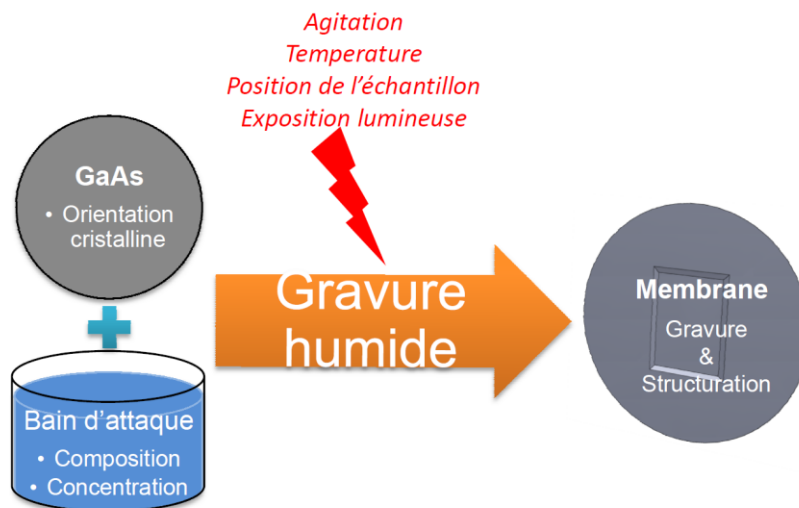 Agitation
Temperature
Position de l'échantillon
Exposition lumineuse
GaAs
• Orientation
cristalline
Gravure
humide
Membrane
Gravure
&
Structuration
Bain d'attaque
• Composition
• Concentration